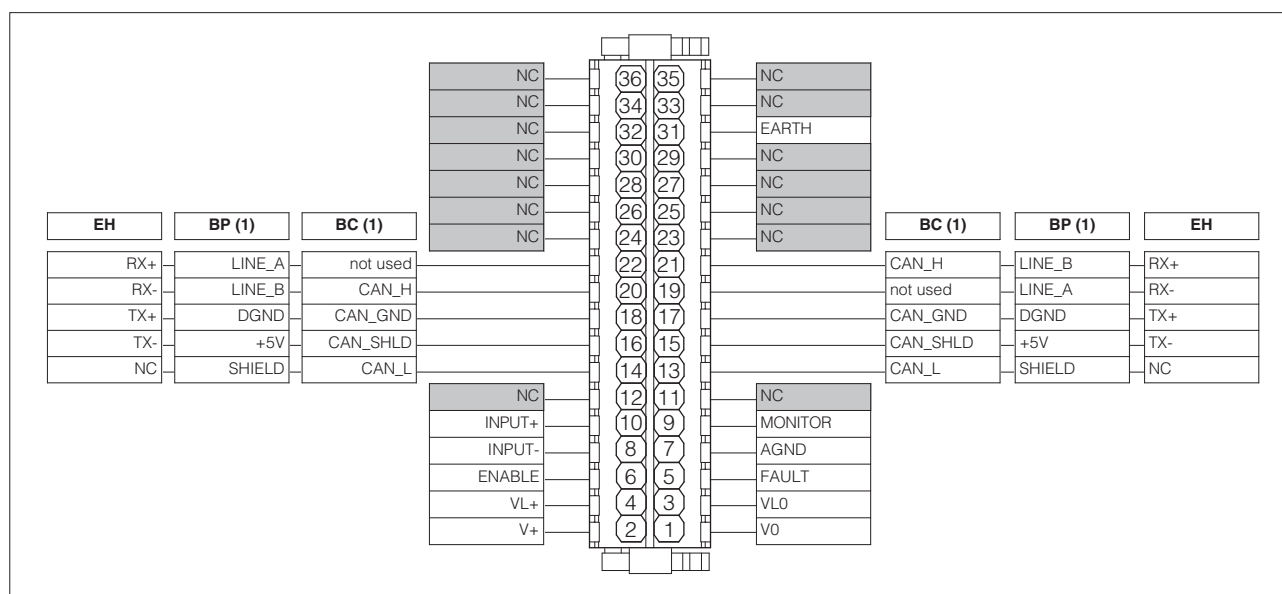 NC 36 35 NC
NC 34 33 NC
NC 32 31 EARTH
NC 30 29 NC
NC 28 27 NC
NC 26 25 NC
EH BP (1) BC (1) BC (1) BP (1) EH
NC 24 23 NC
RX+ LINE_A not used 22 21 CAN_H LINE_B RX+
RX- LINE_B CAN_H 20 19 not used LINE_A RX-
TX+ DGND CAN_GND 18 17 CAN_GND DGND TX+
TX- +5V CAN_SHLD 16 15 CAN_SHLD +5V TX-
NC SHIELD CAN_L 14 13 CAN_L SHIELD NC
NC 12 11 NC
INPUT+ 10 9 MONITOR
INPUT- 8 7 AGND
ENABLE 6 5 FAULT
VL+ 4 3 VL0
V+ 2 1 V0